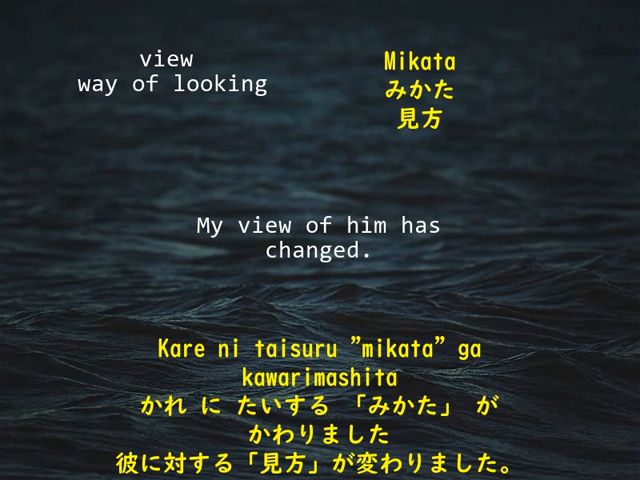 view
way of looking
Mikata
みかた
見方
My view of him has
changed.
Kare ni taisuru ”mikata” ga
kawarimashita
かれ に たいする 「みかた」 が
かわりました
彼に対する「見方」が変わりました。